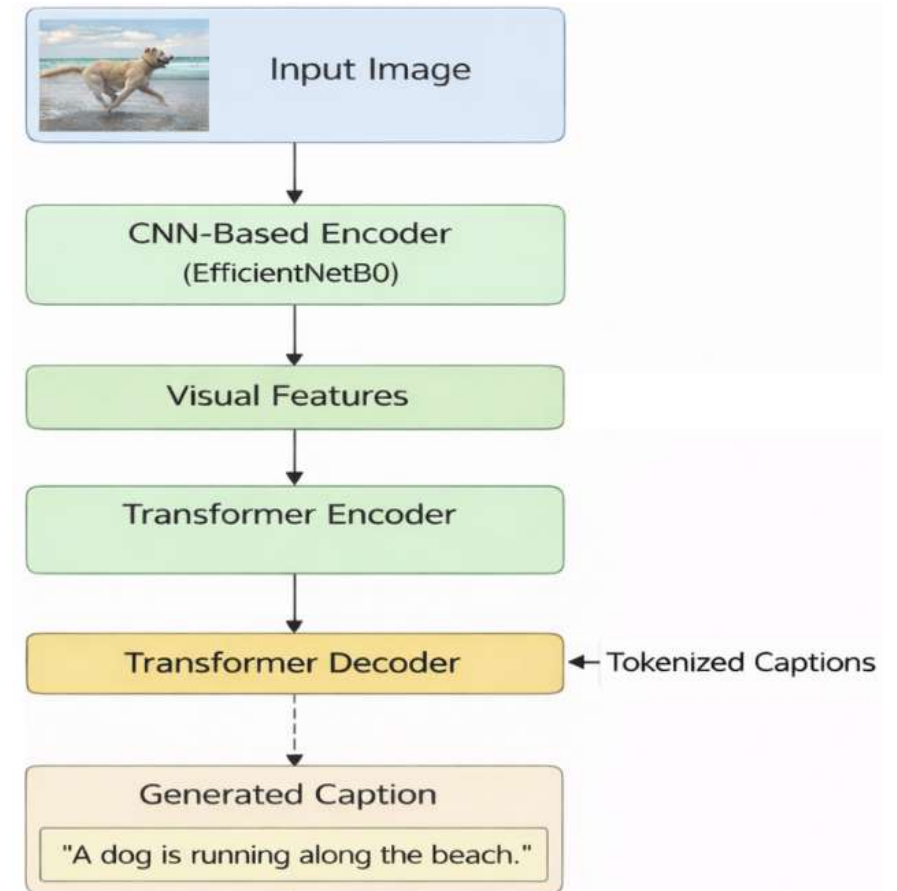 Input Image
CNN-Based Encoder
(EfficientNetB0)
Visual Features
Transformer Encoder
Transformer Decoder
Tokenized Captions
Generated Caption
"A dog is running along the beach."